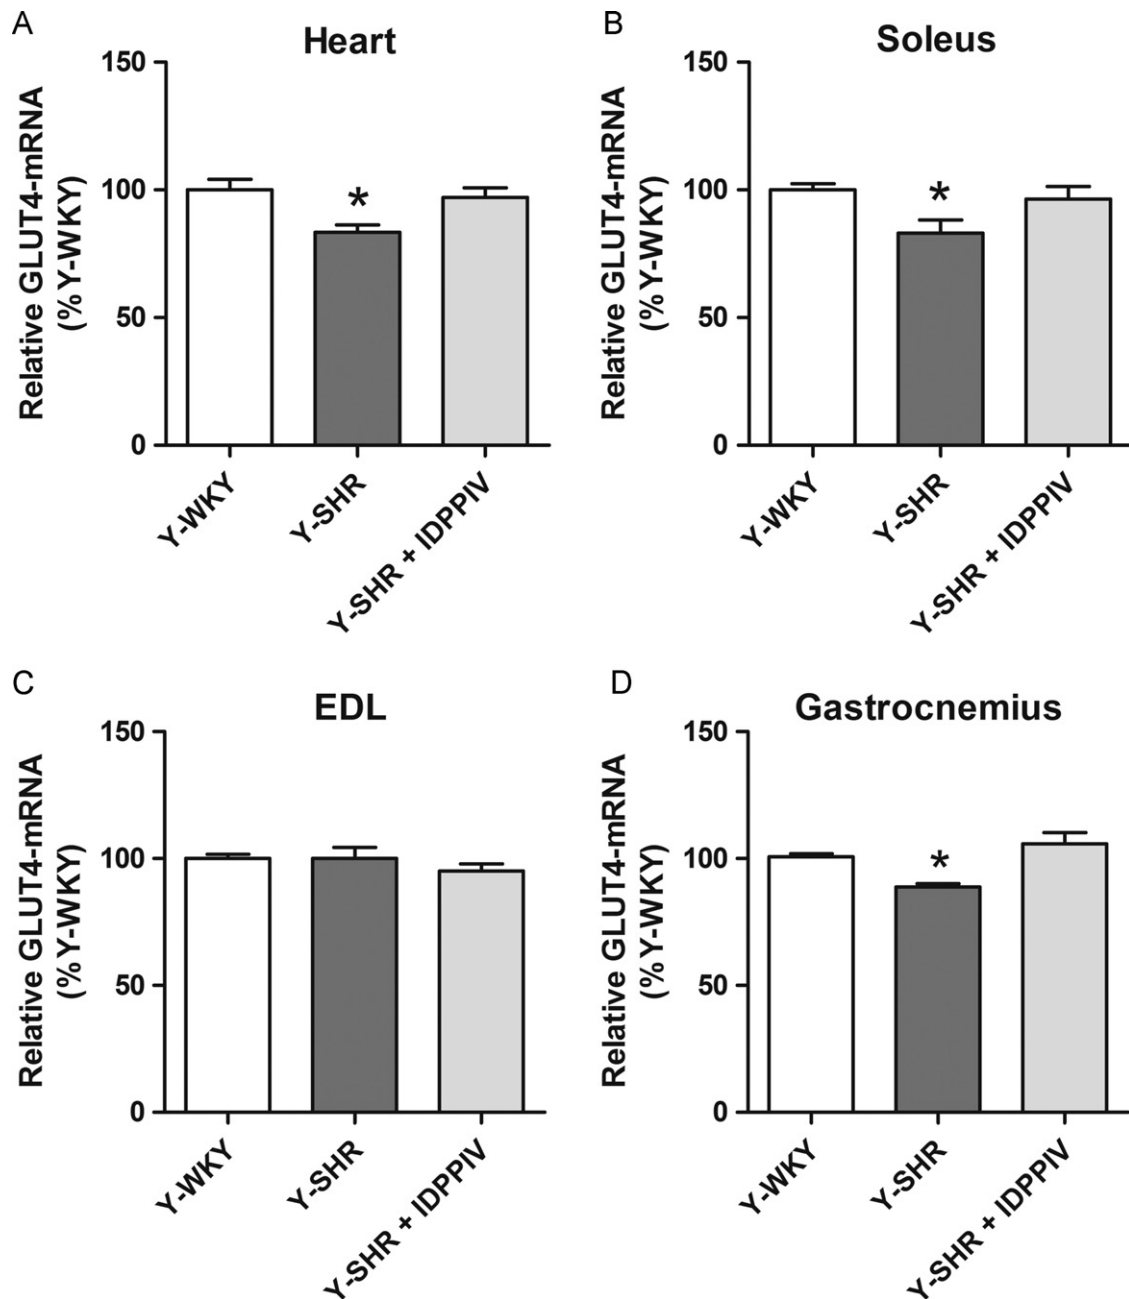 A
Heart
Relative GLUT4-mRNA
(% Y-WKY)
150
100
50
0
*
Y-WKY
Y-SHR
Y-SHR + IDPPIV
B
Soleus
Relative GLUT4-mRNA
(% Y-WKY)
150
100
50
0
*
Y-WKY
Y-SHR
Y-SHR + IDPPIV
C
EDL
Relative GLUT4-mRNA
(% Y-WKY)
150
100
50
0
Y-WKY
Y-SHR
Y-SHR + IDPPIV
D
Gastrocnemius
Relative GLUT4-mRNA
(% Y-WKY)
150
100
50
0
*
Y-WKY
Y-SHR
Y-SHR + IDPPIV